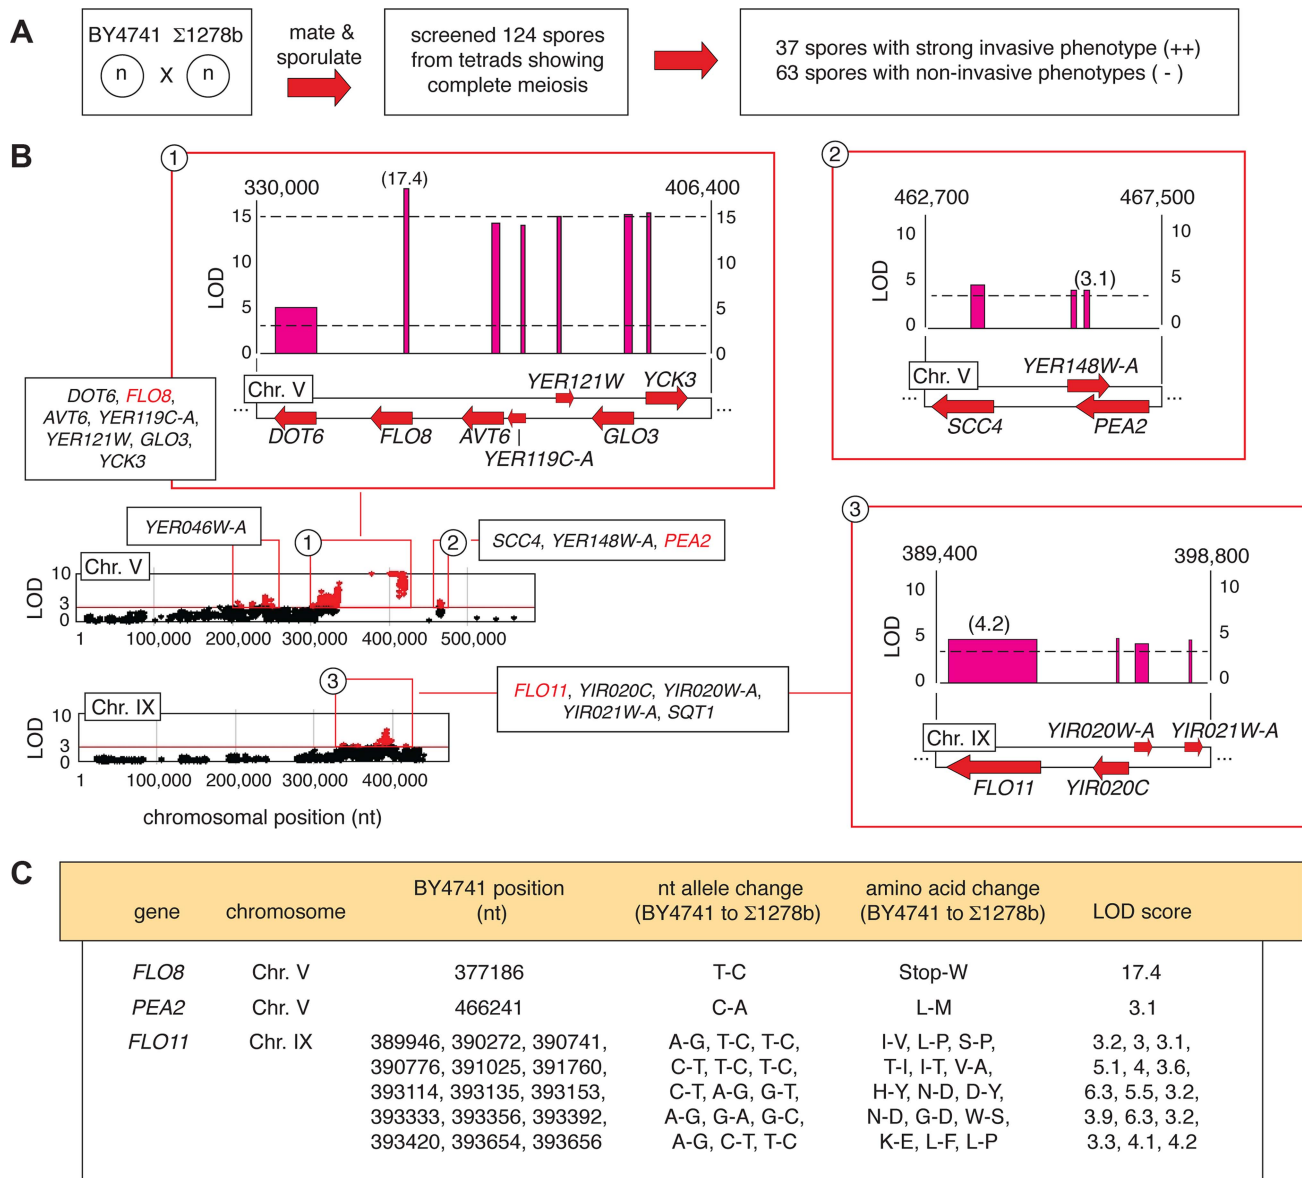 A
BY4741 Σ1278b
n X n
mate &
sporulate
screened 124 spores
from tetrads showing
complete meiosis
37 spores with strong invasive phenotype (++)
63 spores with non-invasive phenotypes ( - )
B
1
330,000
(17.4)
406,400
15
10
5
0
LOD
15
10
5
0
Chr. V
YER121W
YCK3
...
...
DOT6
FLO8
AVT6
GLO3
YER119C-A
DOT6, FLO8,
AVT6, YER119C-A,
YER121W, GLO3,
YCK3
2
462,700
467,500
10
5
0
LOD
(3.1)
10
5
0
Chr. V
YER148W-A
...
...
SCC4
PEA2
YER046W-A
1
2
SCC4, YER148W-A, PEA2
Chr. V
LOD
10
3
0
1 100,000 200,000 300,000 400,000 500,000
3
FLO11, YIR020C, YIR020W-A,
YIR021W-A, SQT1
Chr. IX
LOD
10
3
0
1 100,000 200,000 300,000 400,000
chromosomal position (nt)
3
389,400
398,800
10
5
0
LOD
(4.2)
10
5
0
Chr. IX
YIR020W-A
YIR021W-A
...
...
FLO11
YIR020C
C
gene chromosome BY4741 position (nt) nt allele change (BY4741 to Σ1278b) amino acid change (BY4741 to Σ1278b) LOD score
FLO8 Chr. V 377186 T-C Stop-W 17.4
PEA2 Chr. V 466241 C-A L-M 3.1
FLO11 Chr. IX 389946, 390272, 390741, A-G, T-C, T-C, I-V, L-P, S-P, 3.2, 3, 3.1,
390776, 391025, 391760, C-T, T-C, T-C, T-I, I-T, V-A, 5.1, 4, 3.6,
393114, 393135, 393153, C-T, A-G, G-T, H-Y, N-D, D-Y, 6.3, 5.5, 3.2,
393333, 393356, 393392, A-G, G-A, G-C, N-D, G-D, W-S, 3.9, 6.3, 3.2,
393420, 393654, 393656 A-G, C-T, T-C K-E, L-F, L-P 3.3, 4.1, 4.2